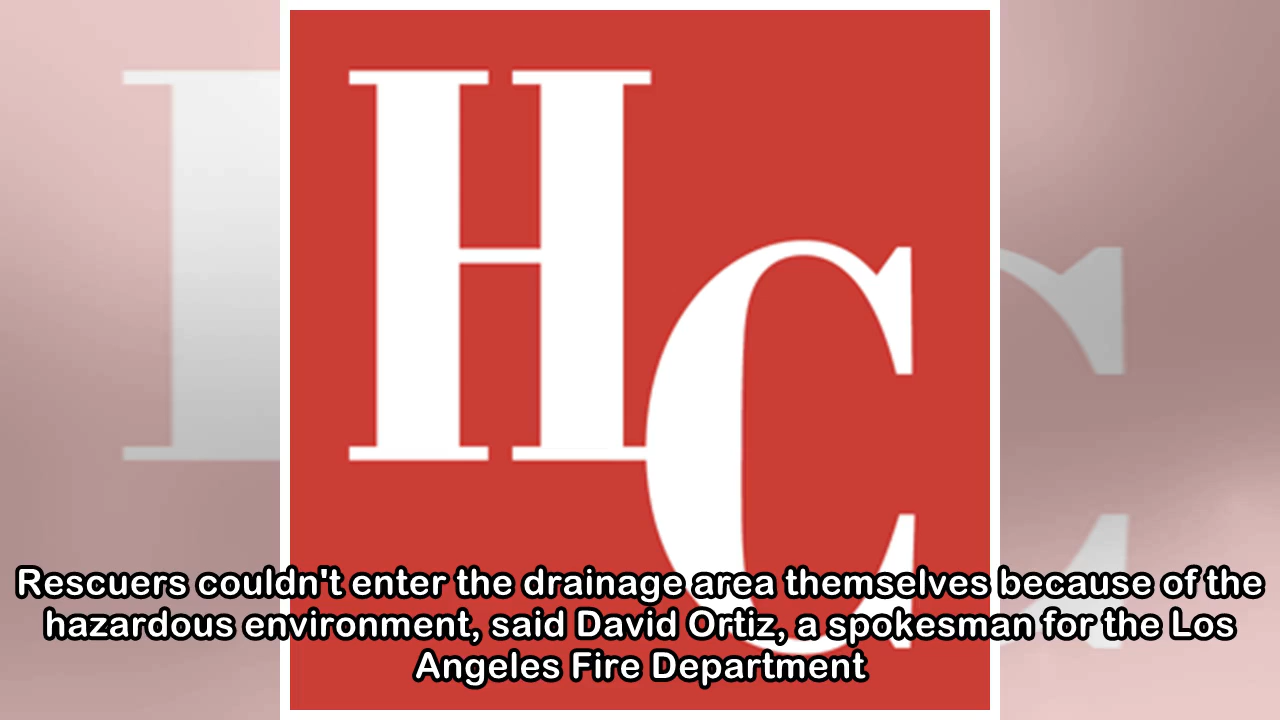 HC
Rescuers couldn't enter the drainage area themselves because of the
hazardous environment, said David Ortiz, a spokesman for the Los
Angeles Fire Department